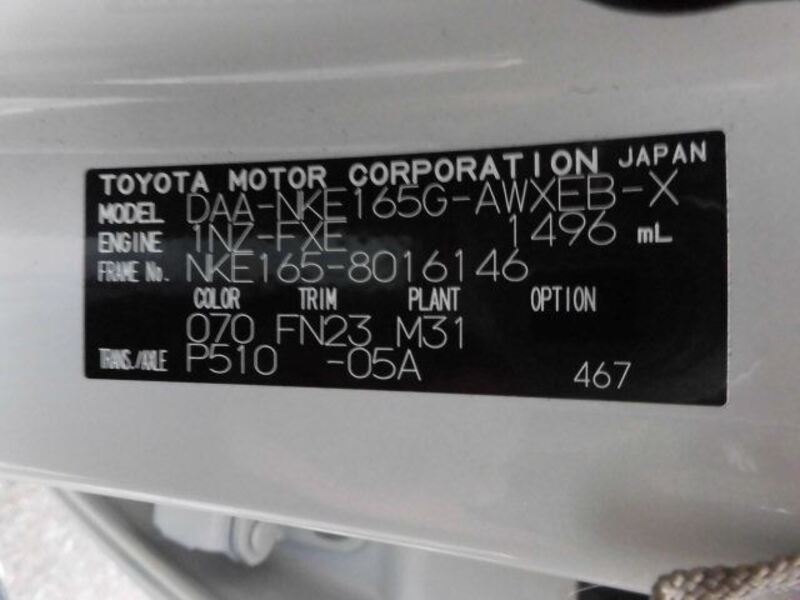 TOYOTA MOTOR CORPORATION JAPAN
MODEL DAA-NKE165G-AWXEB-X
ENGINE 1NZ-FXE 1496 mL
FRAME No. NKE165-8016146
COLOR TRIM PLANT OPTION
070 FN23 M31
TRANS./AXLE P510 -05A 467